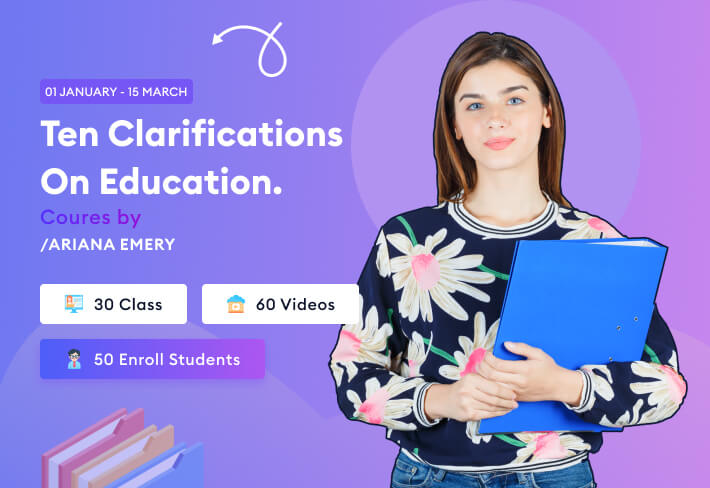 01 JANUARY - 15 MARCH
Ten Clarifications
On Education.
Coures by
/ARIANA EMERY
30 Class
60 Videos
50 Enroll Students